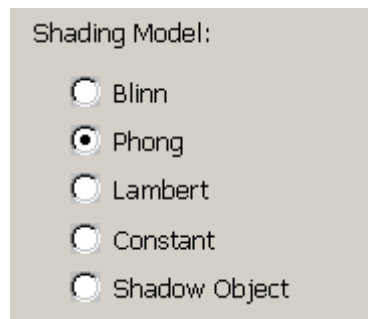 Shading Model:
Blinn
Phong
Lambert
Constant
Shadow Object